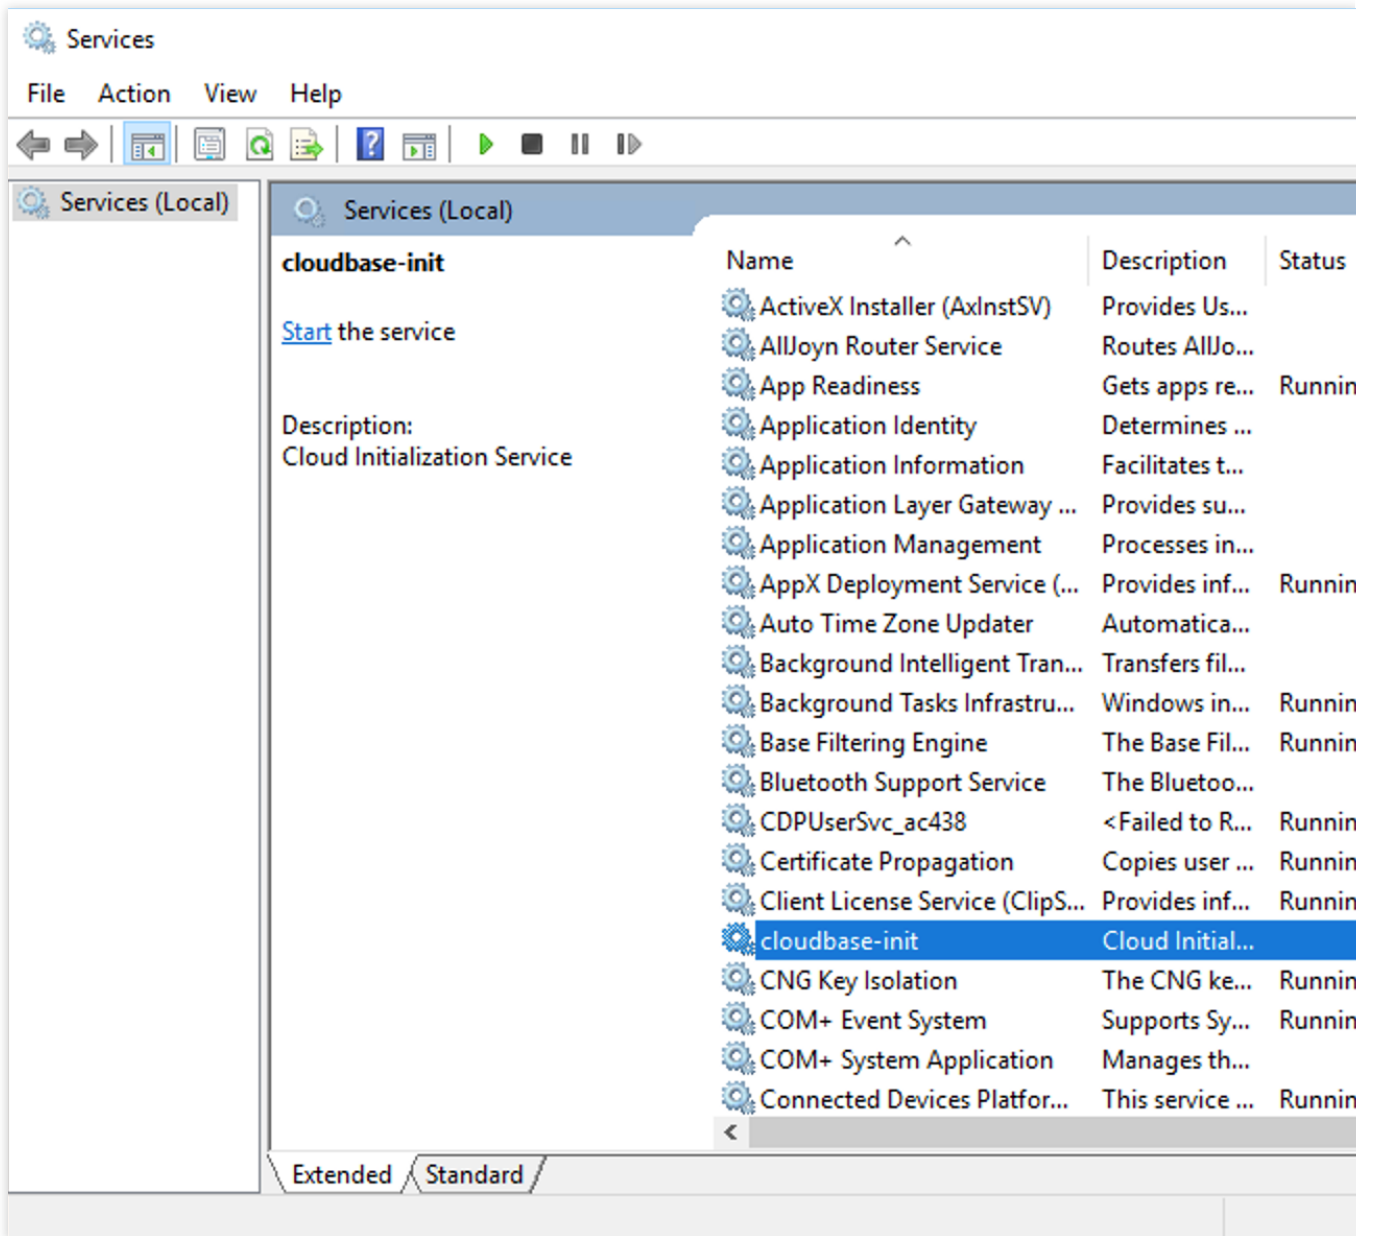 Services
File Action View Help
Services (Local)
Services (Local)
cloudbase-init
Start the service
Description:
Cloud Initialization Service
Name Description Status
ActiveX Installer (AxInstSV) Provides Us...
AllJoyn Router Service Routes AllJo...
App Readiness Gets apps re... Runnin
Application Identity Determines ...
Application Information Facilitates t...
Application Layer Gateway ... Provides su...
Application Management Processes in...
AppX Deployment Service (... Provides inf... Runnin
Auto Time Zone Updater Automatica...
Background Intelligent Tran... Transfers fil...
Background Tasks Infrastru... Windows in... Runnin
Base Filtering Engine The Base Fil... Runnin
Bluetooth Support Service The Bluetoo...
CDPUserSvc_ac438 <Failed to R... Runnin
Certificate Propagation Copies user ... Runnin
Client License Service (ClipS... Provides inf... Runnin
cloudbase-init Cloud Initial...
CNG Key Isolation The CNG ke... Runnin
COM+ Event System Supports Sy... Runnin
COM+ System Application Manages th...
Connected Devices Platfor... This service ... Runnin
Extended Standard